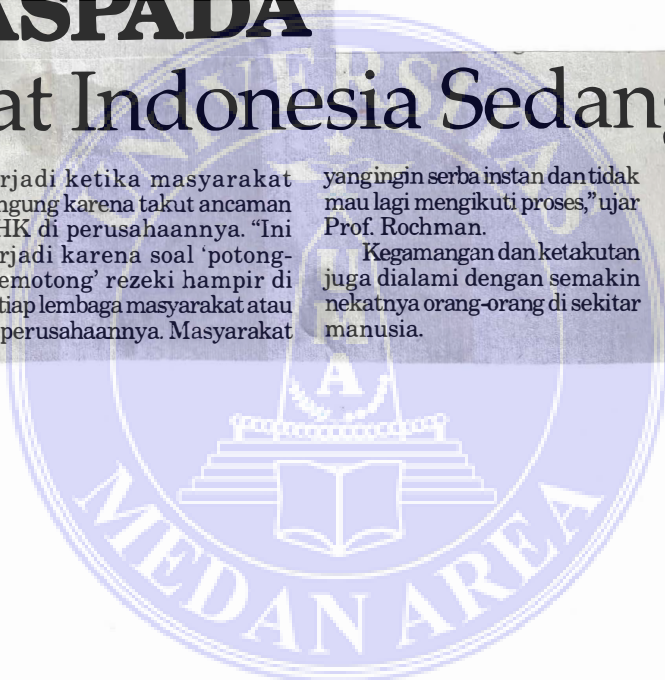 ASPADA
at Indonesia Sedang
rjadi ketika masyarakat
ngung karena takut ancaman
HK di perusahaannya. “Ini
rjadi karena soal ‘potong-
emotong’ rezeki hampir di
tiap lembaga masyarakat atau
perusahaannya. Masyarakat
yang ingin serba instan dan tidak
mau lagi mengikuti proses,” ujar
Prof. Rochman.
Kegamangan dan ketakutan
juga dialami dengan semakin
nekatnya orang-orang di sekitar
manusia.
UNIVERSITAS
MEDAN AREA